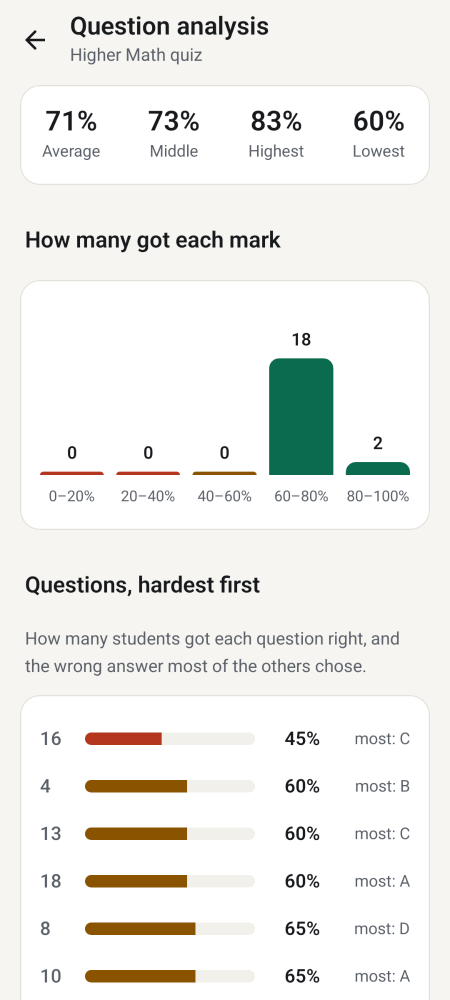 Question analysis
Higher Math quiz
71% 73% 83% 60%
Average Middle Highest Lowest
How many got each mark
0 0 0 18 2
0–20% 20–40% 40–60% 60–80% 80–100%
Questions, hardest first
How many students got each question right, and
the wrong answer most of the others chose.
16 45% most: C
4 60% most: B
13 60% most: C
18 60% most: A
8 65% most: D
10 65% most: A